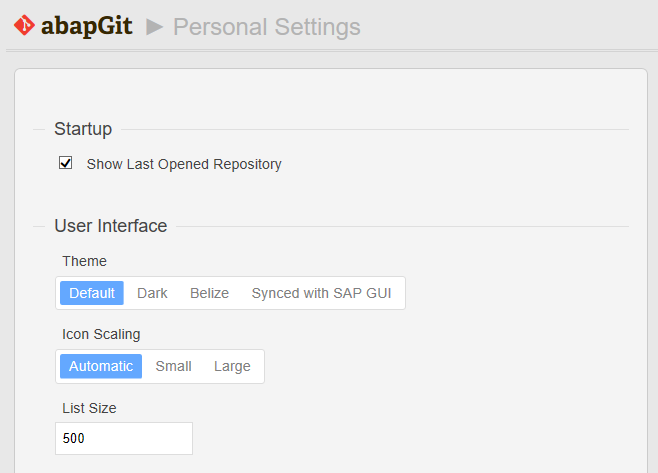 abapGit ▶ Personal Settings
Startup
Show Last Opened Repository
User Interface
Theme
Default Dark Belize Synced with SAP GUI
Icon Scaling
Automatic Small Large
List Size
500